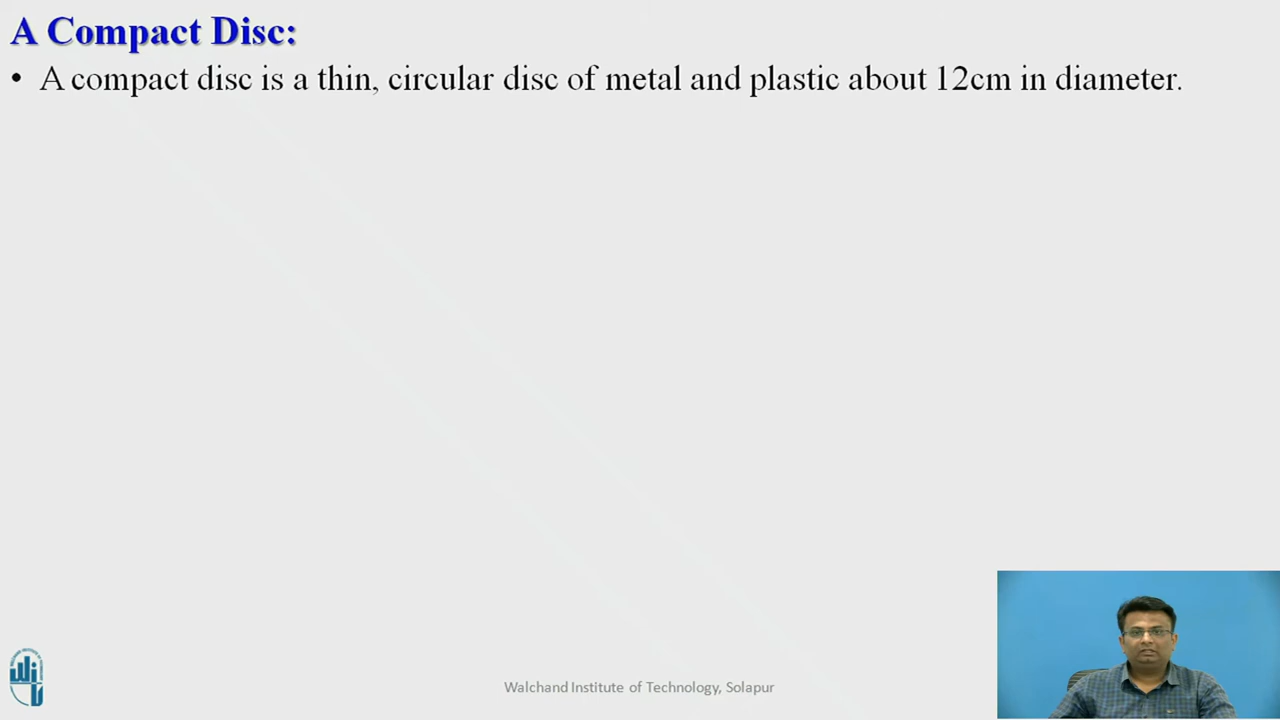 A Compact Disc:
• A compact disc is a thin, circular disc of metal and plastic about 12cm in diameter.
Walchand Institute of Technology, Solapur